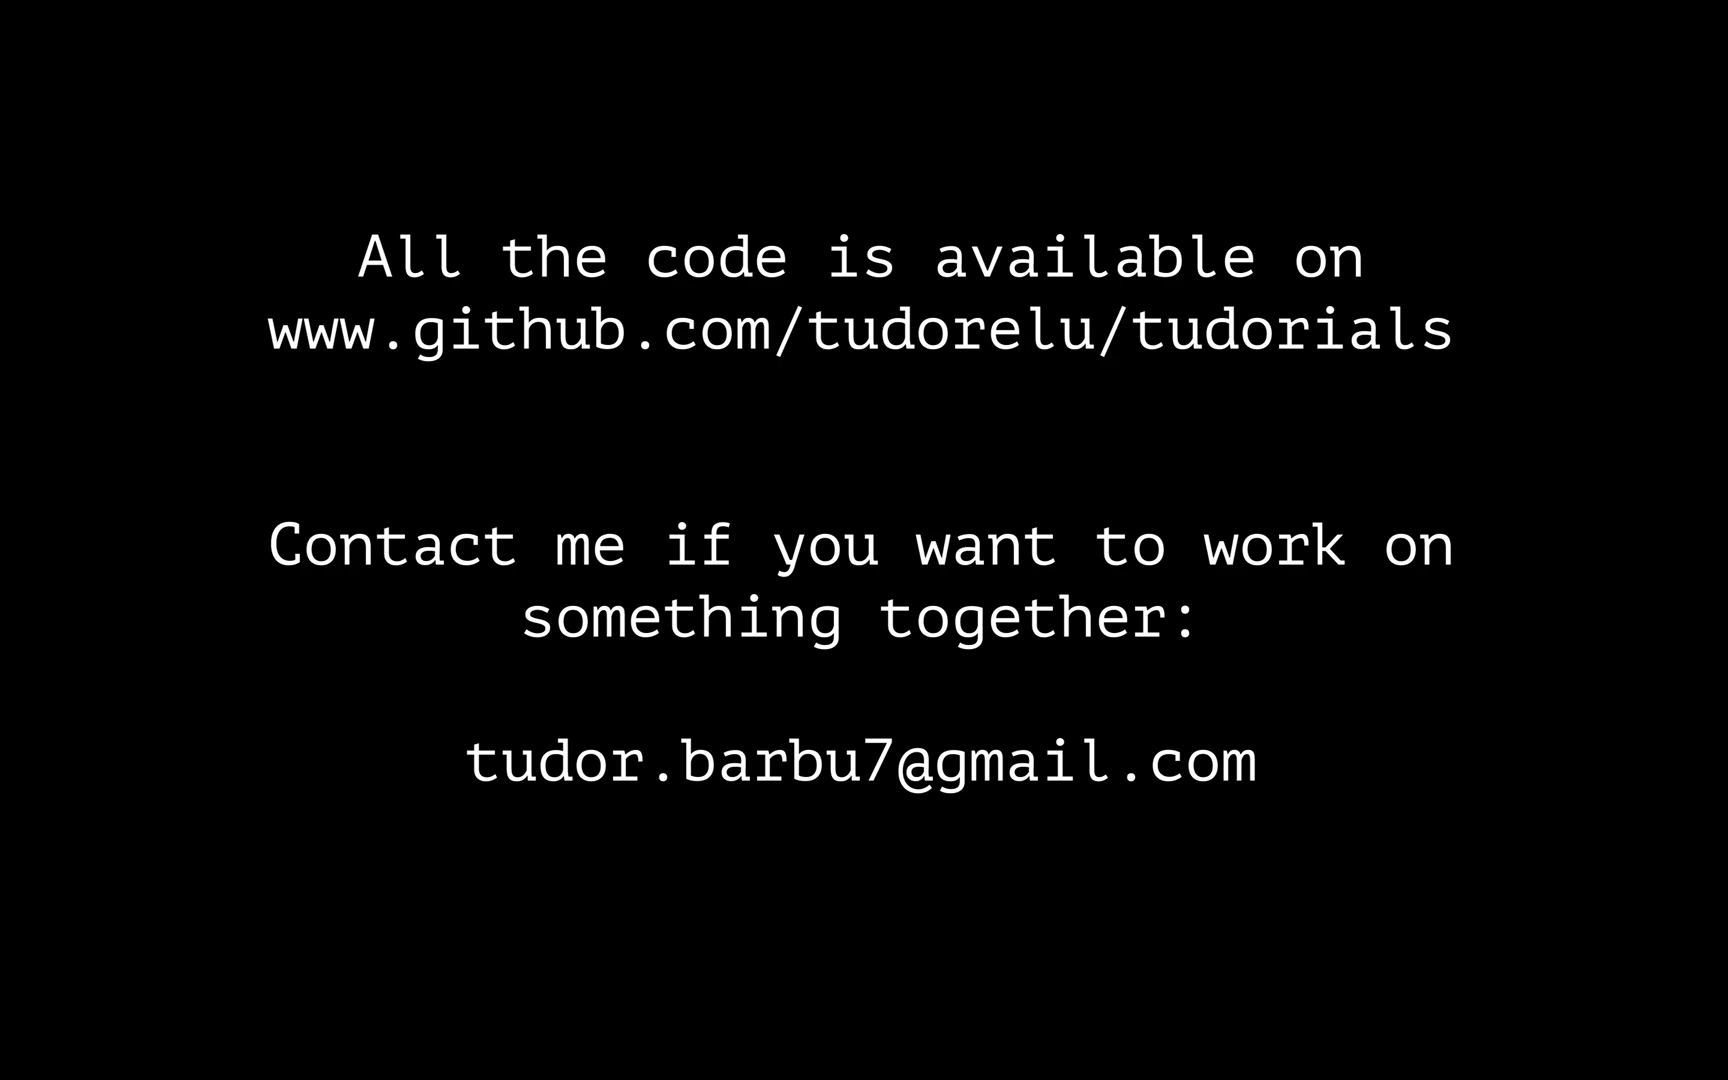 All the code is available on
www.github.com/tudorelu/tudorials
Contact me if you want to work on
something together:
tudor.barbu7@gmail.com